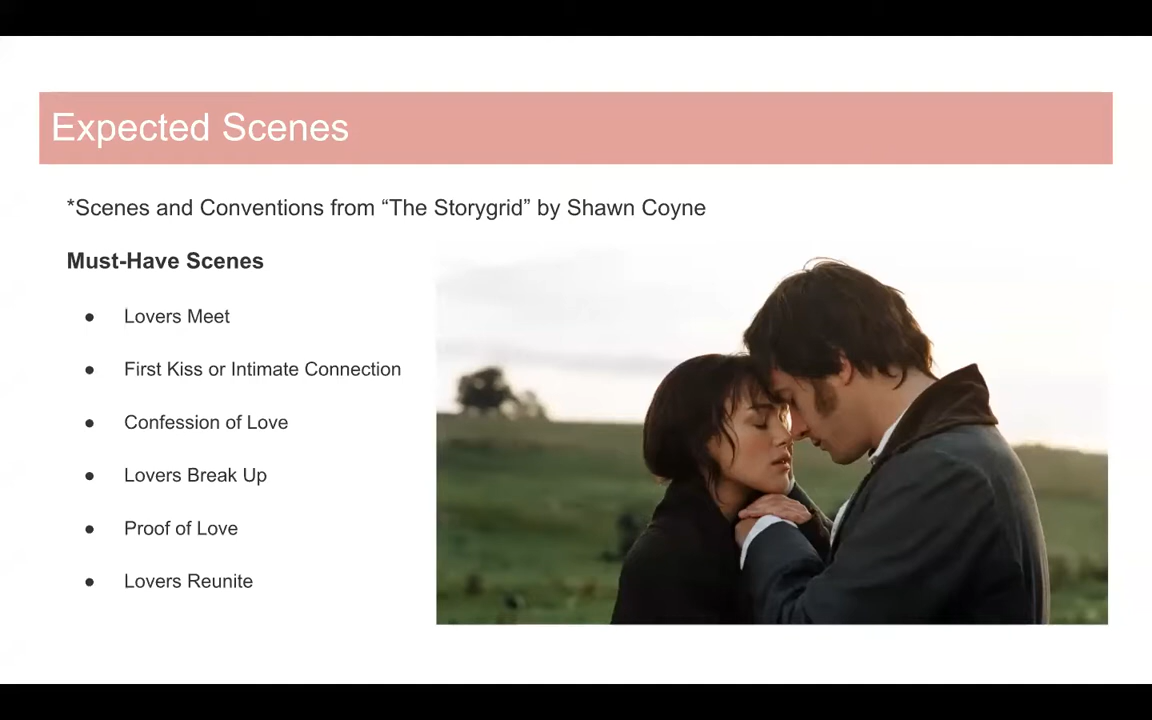 Expected Scenes
*Scenes and Conventions from “The Storygrid” by Shawn Coyne
Must-Have Scenes
● Lovers Meet
● First Kiss or Intimate Connection
● Confession of Love
● Lovers Break Up
● Proof of Love
● Lovers Reunite